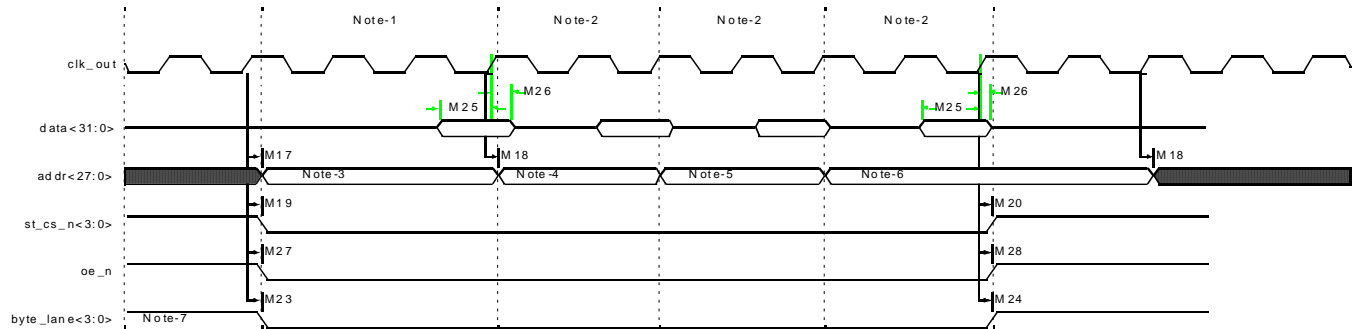 Note-1 Note-2 Note-2 Note-2
clk_out
M26 M26
M25 M25
data<31:0>
M17 M18 M18
addr<27:0> Note-3 Note-4 Note-5 Note-6
M19 M20
st_cs_n<3:0>
M27 M28
oe_n
M23 M24
byte_lane<3:0> Note-7